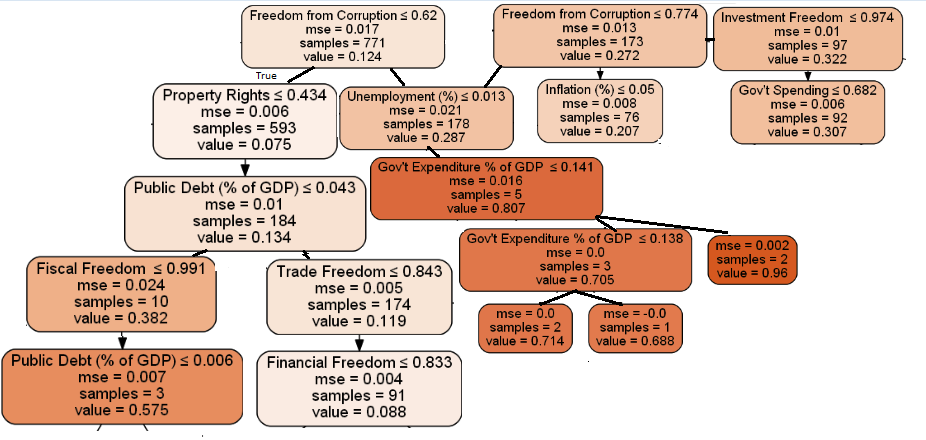 Freedom from Corruption ≤ 0.62
mse = 0.017
samples = 771
value = 0.124
Freedom from Corruption ≤ 0.774
mse = 0.013
samples = 173
value = 0.272
Investment Freedom ≤ 0.974
mse = 0.01
samples = 97
value = 0.322
True
Property Rights ≤ 0.434
mse = 0.006
samples = 593
value = 0.075
Unemployment (%) ≤ 0.013
mse = 0.021
samples = 178
value = 0.287
Inflation (%) ≤ 0.05
mse = 0.008
samples = 76
value = 0.207
Gov't Spending ≤ 0.682
mse = 0.006
samples = 92
value = 0.307
Public Debt (% of GDP) ≤ 0.043
mse = 0.01
samples = 184
value = 0.134
Gov't Expenditure % of GDP ≤ 0.141
mse = 0.016
samples = 5
value = 0.807
Fiscal Freedom ≤ 0.991
mse = 0.024
samples = 10
value = 0.382
Trade Freedom ≤ 0.843
mse = 0.005
samples = 174
value = 0.119
Gov't Expenditure % of GDP ≤ 0.138
mse = 0.0
samples = 3
value = 0.705
mse = 0.002
samples = 2
value = 0.96
mse = 0.0
samples = 2
value = 0.714
mse = -0.0
samples = 1
value = 0.688
Public Debt (% of GDP) ≤ 0.006
mse = 0.007
samples = 3
value = 0.575
Financial Freedom ≤ 0.833
mse = 0.004
samples = 91
value = 0.088